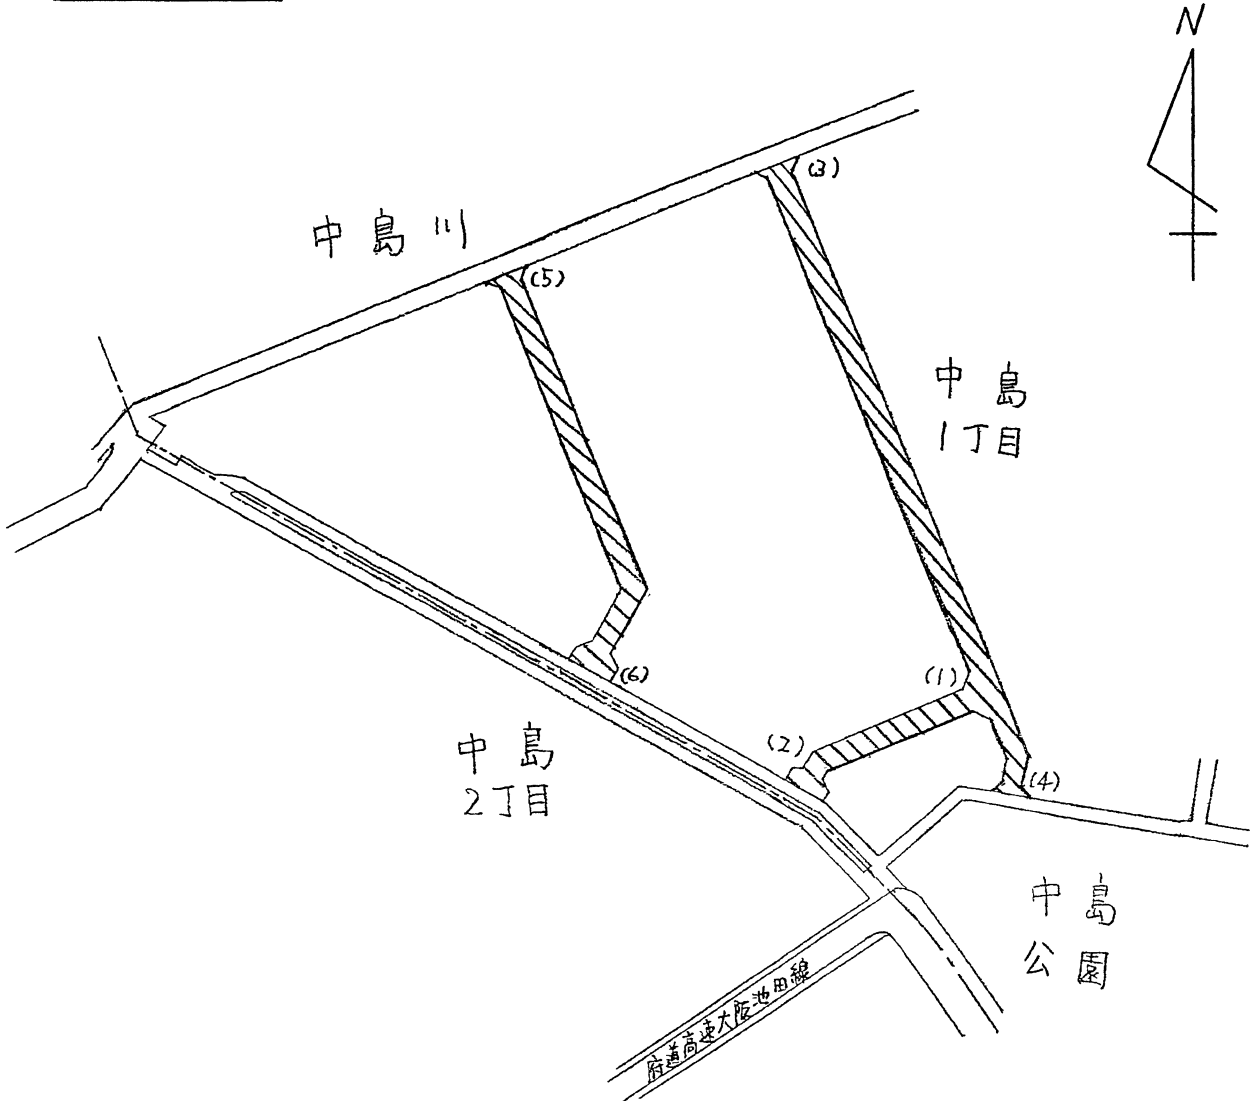 N
(3)
中島川
(5)
中島
1丁目
(1)
(6)
(2)
中島
2丁目
(4)
中島
公園
府道高速大阪池田線